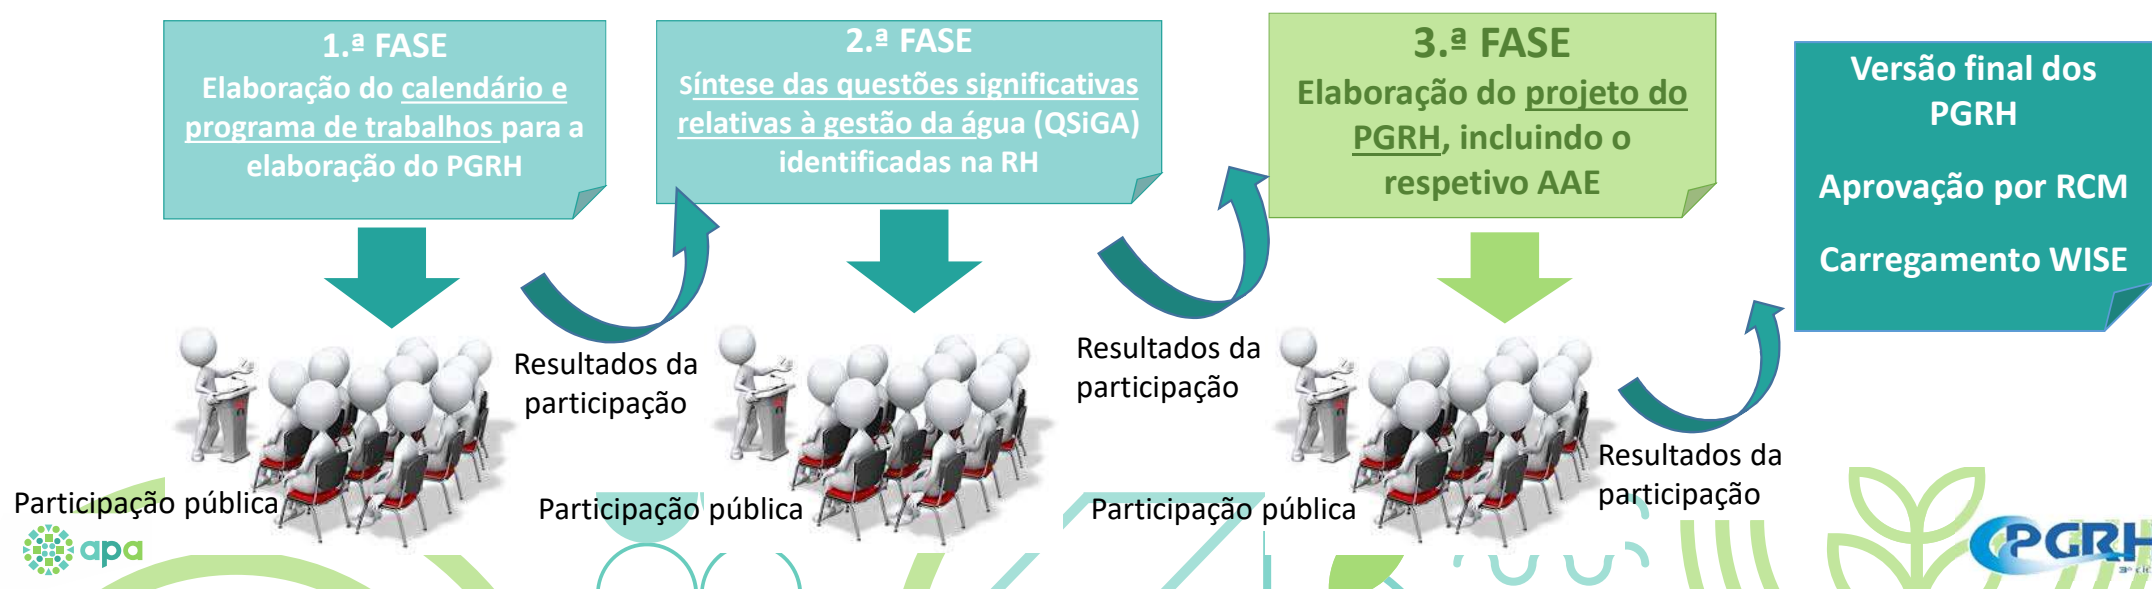 1.ª FASE
Elaboração do calendário e
programa de trabalhos para a
elaboração do PGRH
2.ª FASE
Síntese das questões significativas
relativas à gestão da água (QSiGA)
identificadas na RH
3.ª FASE
Elaboração do projeto do
PGRH, incluindo o
respetivo AAE
Versão final dos
PGRH
Aprovação por RCM
Carregamento WISE
Resultados da
participação
Resultados da
participação
Resultados da
participação
Participação pública
Participação pública
Participação pública
apa
PGRH